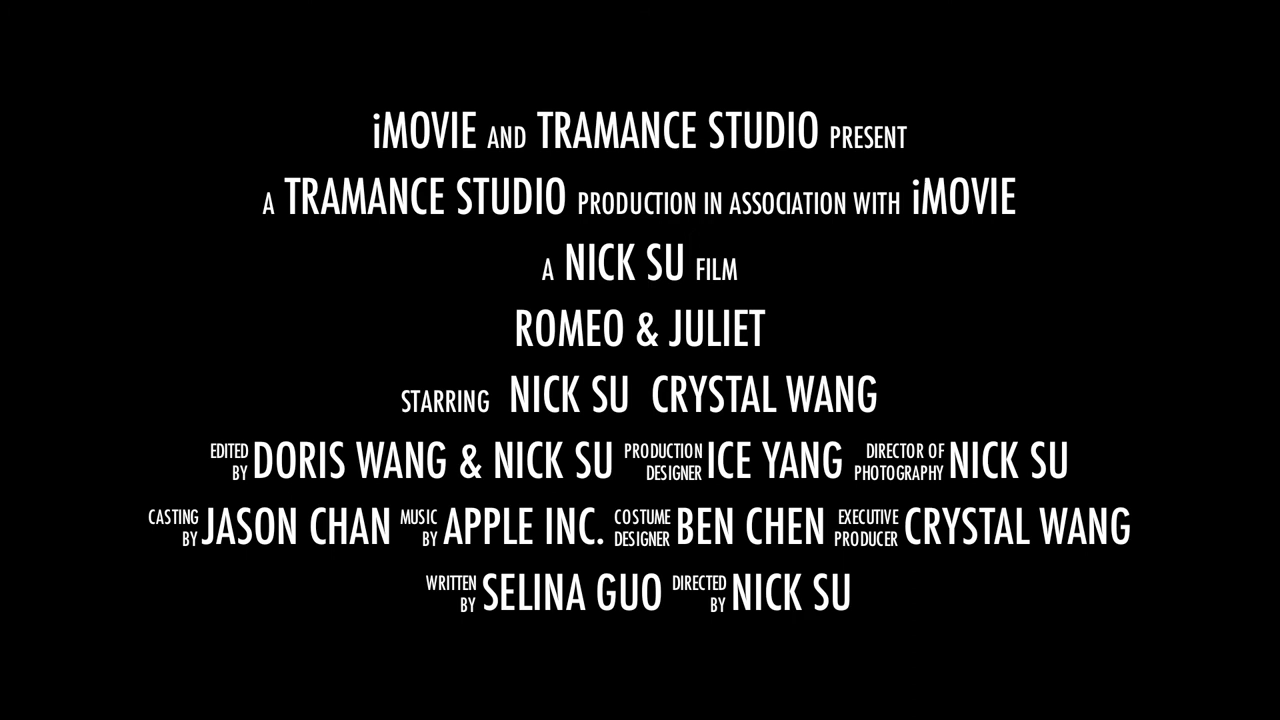 iMOVIE AND TRAMANCE STUDIO PRESENT
A TRAMANCE STUDIO PRODUCTION IN ASSOCIATION WITH iMOVIE
A NICK SU FILM
ROMEO & JULIET
STARRING NICK SU CRYSTAL WANG
EDITED BY DORIS WANG & NICK SU PRODUCTION DESIGNER ICE YANG DIRECTOR OF PHOTOGRAPHY NICK SU
CASTING BY JASON CHAN MUSIC BY APPLE INC. COSTUME DESIGNER BEN CHEN EXECUTIVE PRODUCER CRYSTAL WANG
WRITTEN BY SELINA GUO DIRECTED BY NICK SU